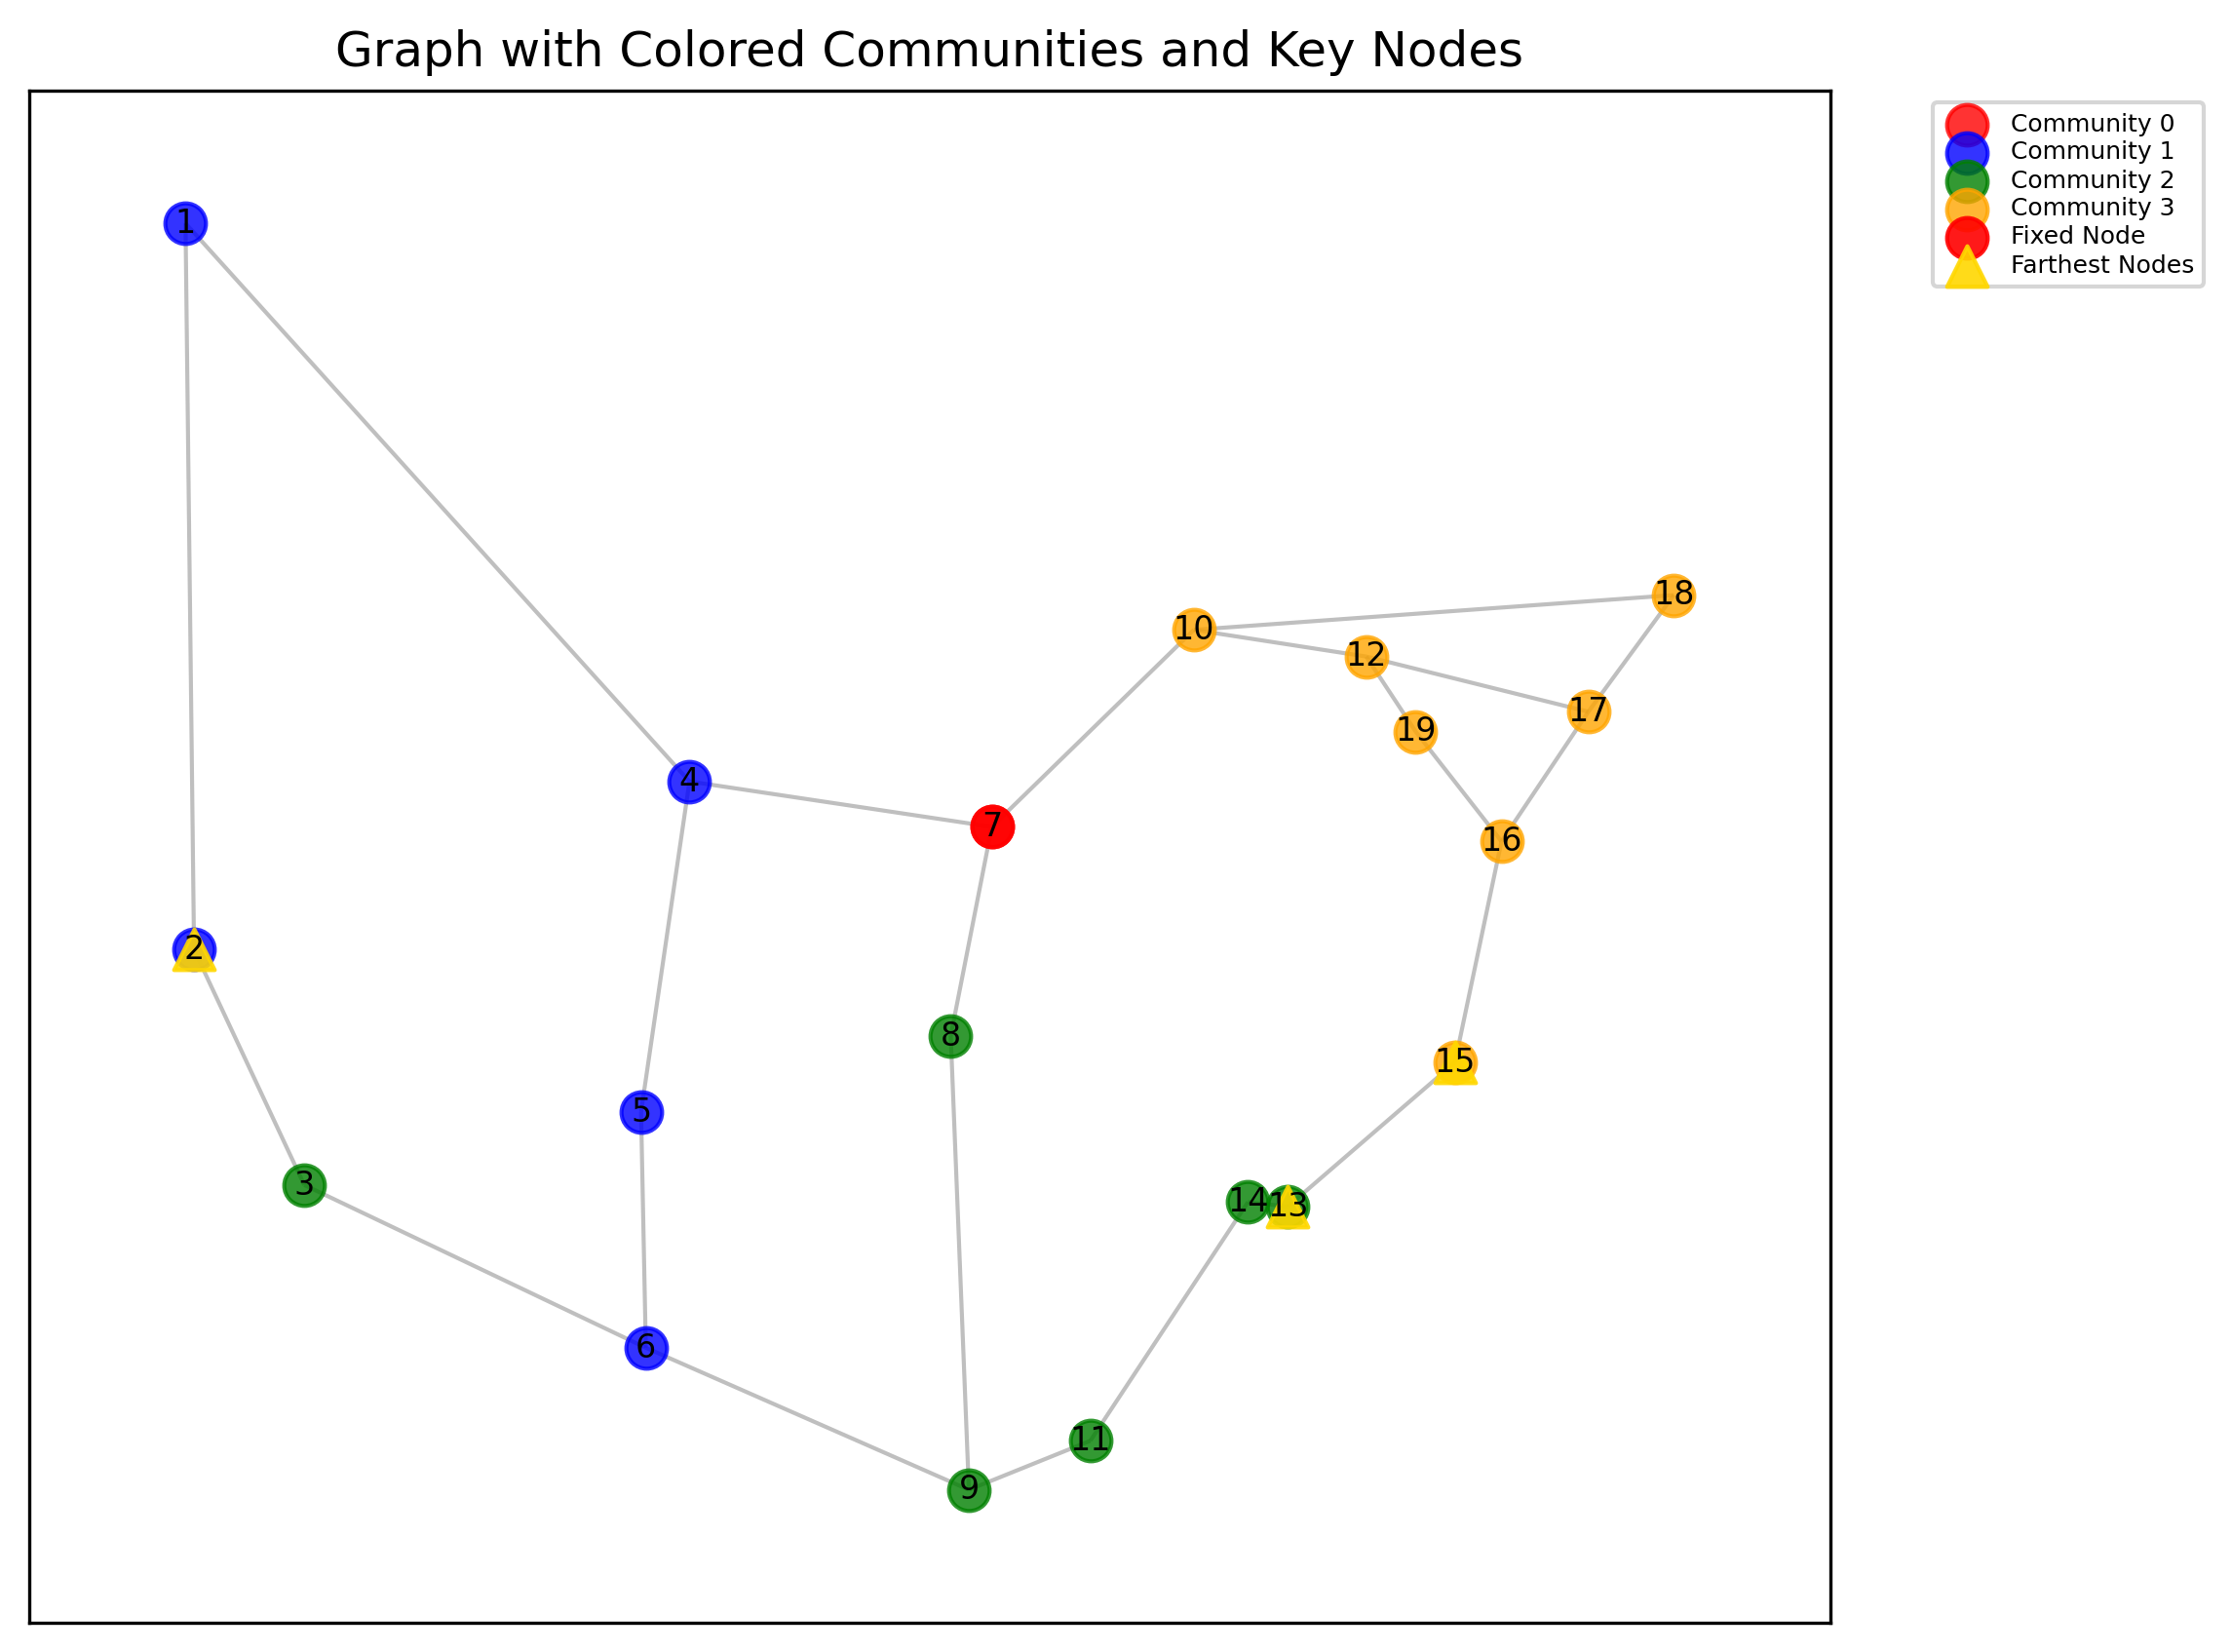 Graph with Colored Communities and Key Nodes
Community 0
Community 1
Community 2
Community 3
Fixed Node
Farthest Nodes
1
18
10
12
17
19
4
7
16
2
8
15
5
3
14
13
6
11
9